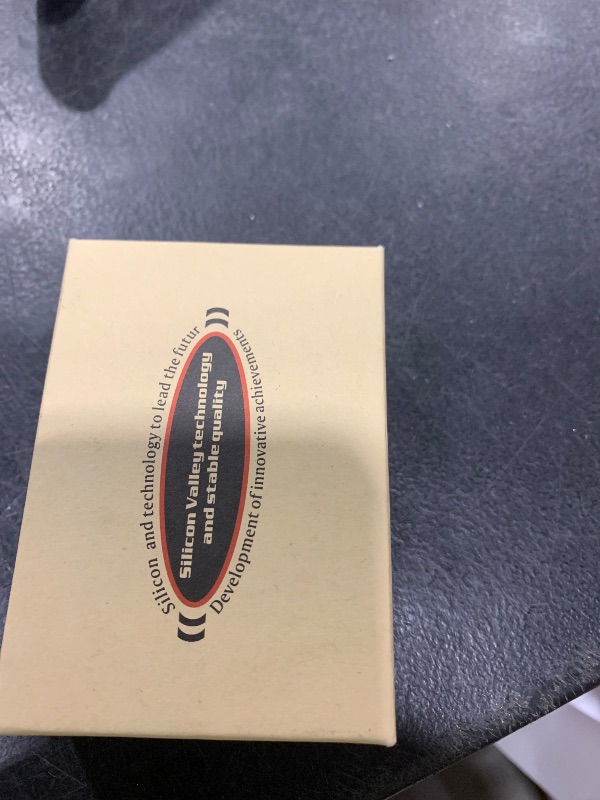 Silicon and technology to lead the futur
Silicon Valley technology
and stable quality
Development of innovative achievements